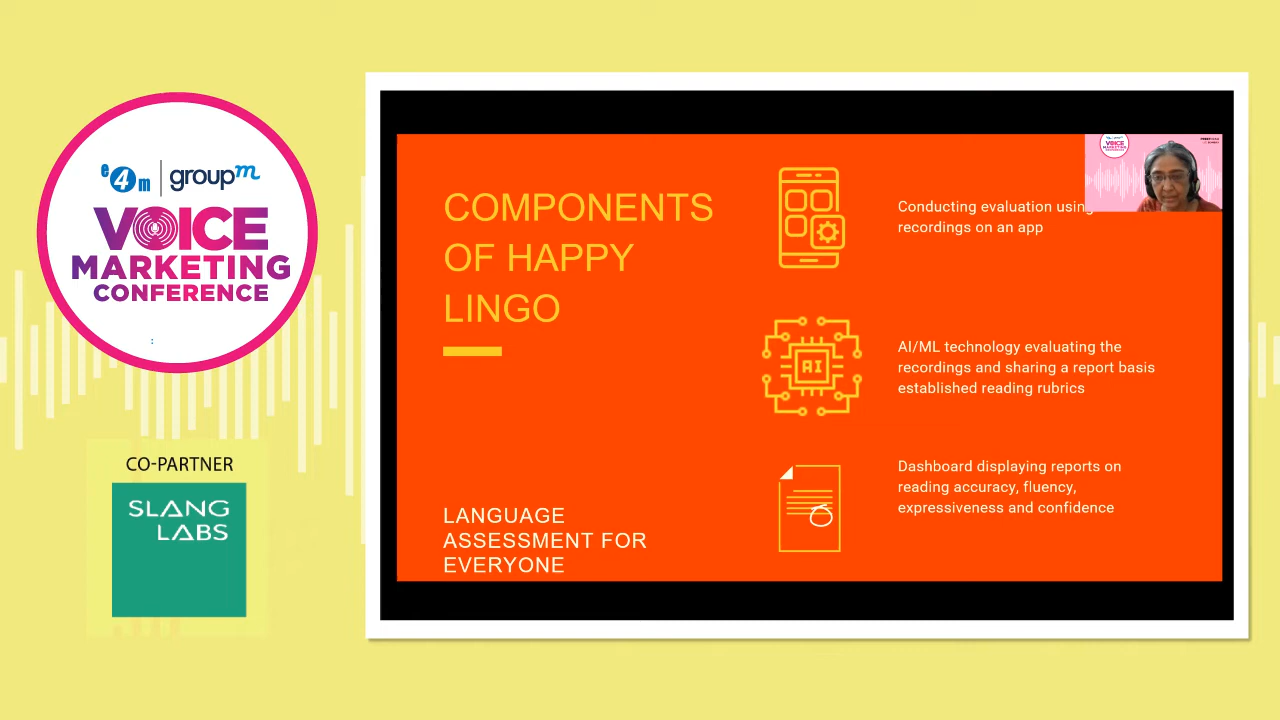 e4m
groupm
VOICE
MARKETING
CONFERENCE
CO-PARTNER
SLANG
LABS
COMPONENTS
OF HAPPY
LINGO
LANGUAGE
ASSESSMENT FOR
EVERYONE
Conducting evaluation using
recordings on an app
AI
AI/ML technology evaluating the
recordings and sharing a report basis
established reading rubrics
Dashboard displaying reports on
reading accuracy, fluency,
expressiveness and confidence
VOICE